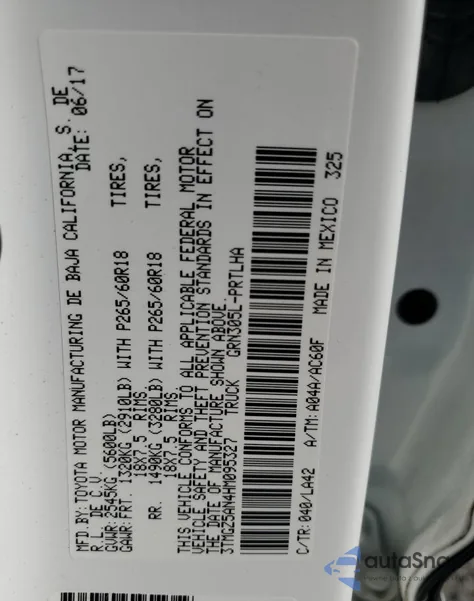 MFD.BY: TOYOTA MOTOR MANUFACTURING DE BAJA CALIFORNIA, S. DE
R.L. DE C.V. DATE: 06/17
GVWR: 2545KG (5600LB)
GAWR: FRT. 1320KG (2910LB) WITH P265/60R18 TIRES,
18X7.5 RIMS
RR. 1490KG (3280LB) WITH P265/60R18 TIRES,
18X7.5 RIMS
THIS VEHICLE CONFORMS TO ALL APPLICABLE FEDERAL MOTOR
VEHICLE SAFETY AND THEFT PREVENTION STANDARDS IN EFFECT ON
THE DATE OF MANUFACTURE SHOWN ABOVE.
3TMGZ5AN4HM095327 TRUCK GRN305L-PRTLHA
C/TR: 040/LA42 A/TM: A04A/AC60F MADE IN MEXICO 325
autaSna